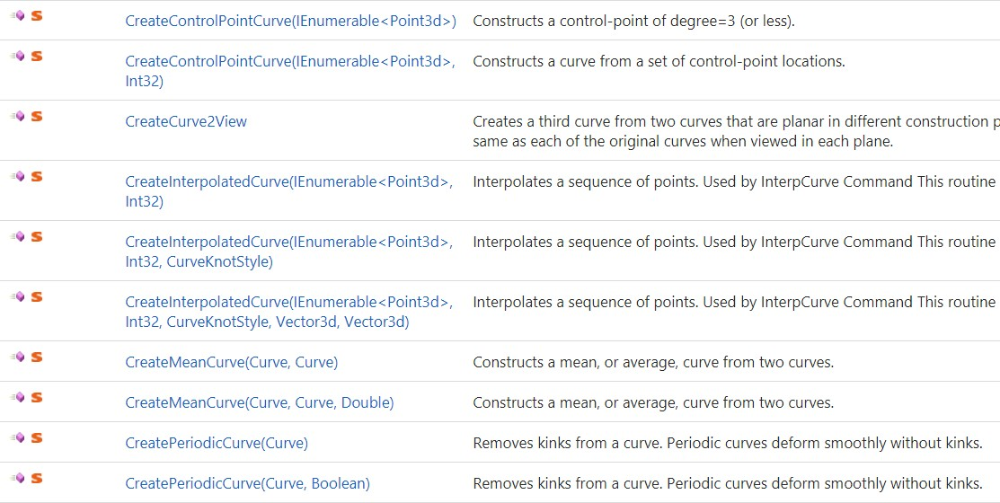 CreateControlPointCurve(IEnumerable<Point3d>) Constructs a control-point of degree=3 (or less).
CreateControlPointCurve(IEnumerable<Point3d>, Constructs a curve from a set of control-point locations.
Int32)
CreateCurve2View Creates a third curve from two curves that are planar in different construction p
same as each of the original curves when viewed in each plane.
CreateInterpolatedCurve(IEnumerable<Point3d>, Interpolates a sequence of points. Used by InterpCurve Command This routine
Int32)
CreateInterpolatedCurve(IEnumerable<Point3d>, Interpolates a sequence of points. Used by InterpCurve Command This routine
Int32, CurveKnotStyle)
CreateInterpolatedCurve(IEnumerable<Point3d>, Interpolates a sequence of points. Used by InterpCurve Command This routine
Int32, CurveKnotStyle, Vector3d, Vector3d)
CreateMeanCurve(Curve, Curve) Constructs a mean, or average, curve from two curves.
CreateMeanCurve(Curve, Curve, Double) Constructs a mean, or average, curve from two curves.
CreatePeriodicCurve(Curve) Removes kinks from a curve. Periodic curves deform smoothly without kinks.
CreatePeriodicCurve(Curve, Boolean) Removes kinks from a curve. Periodic curves deform smoothly without kinks.